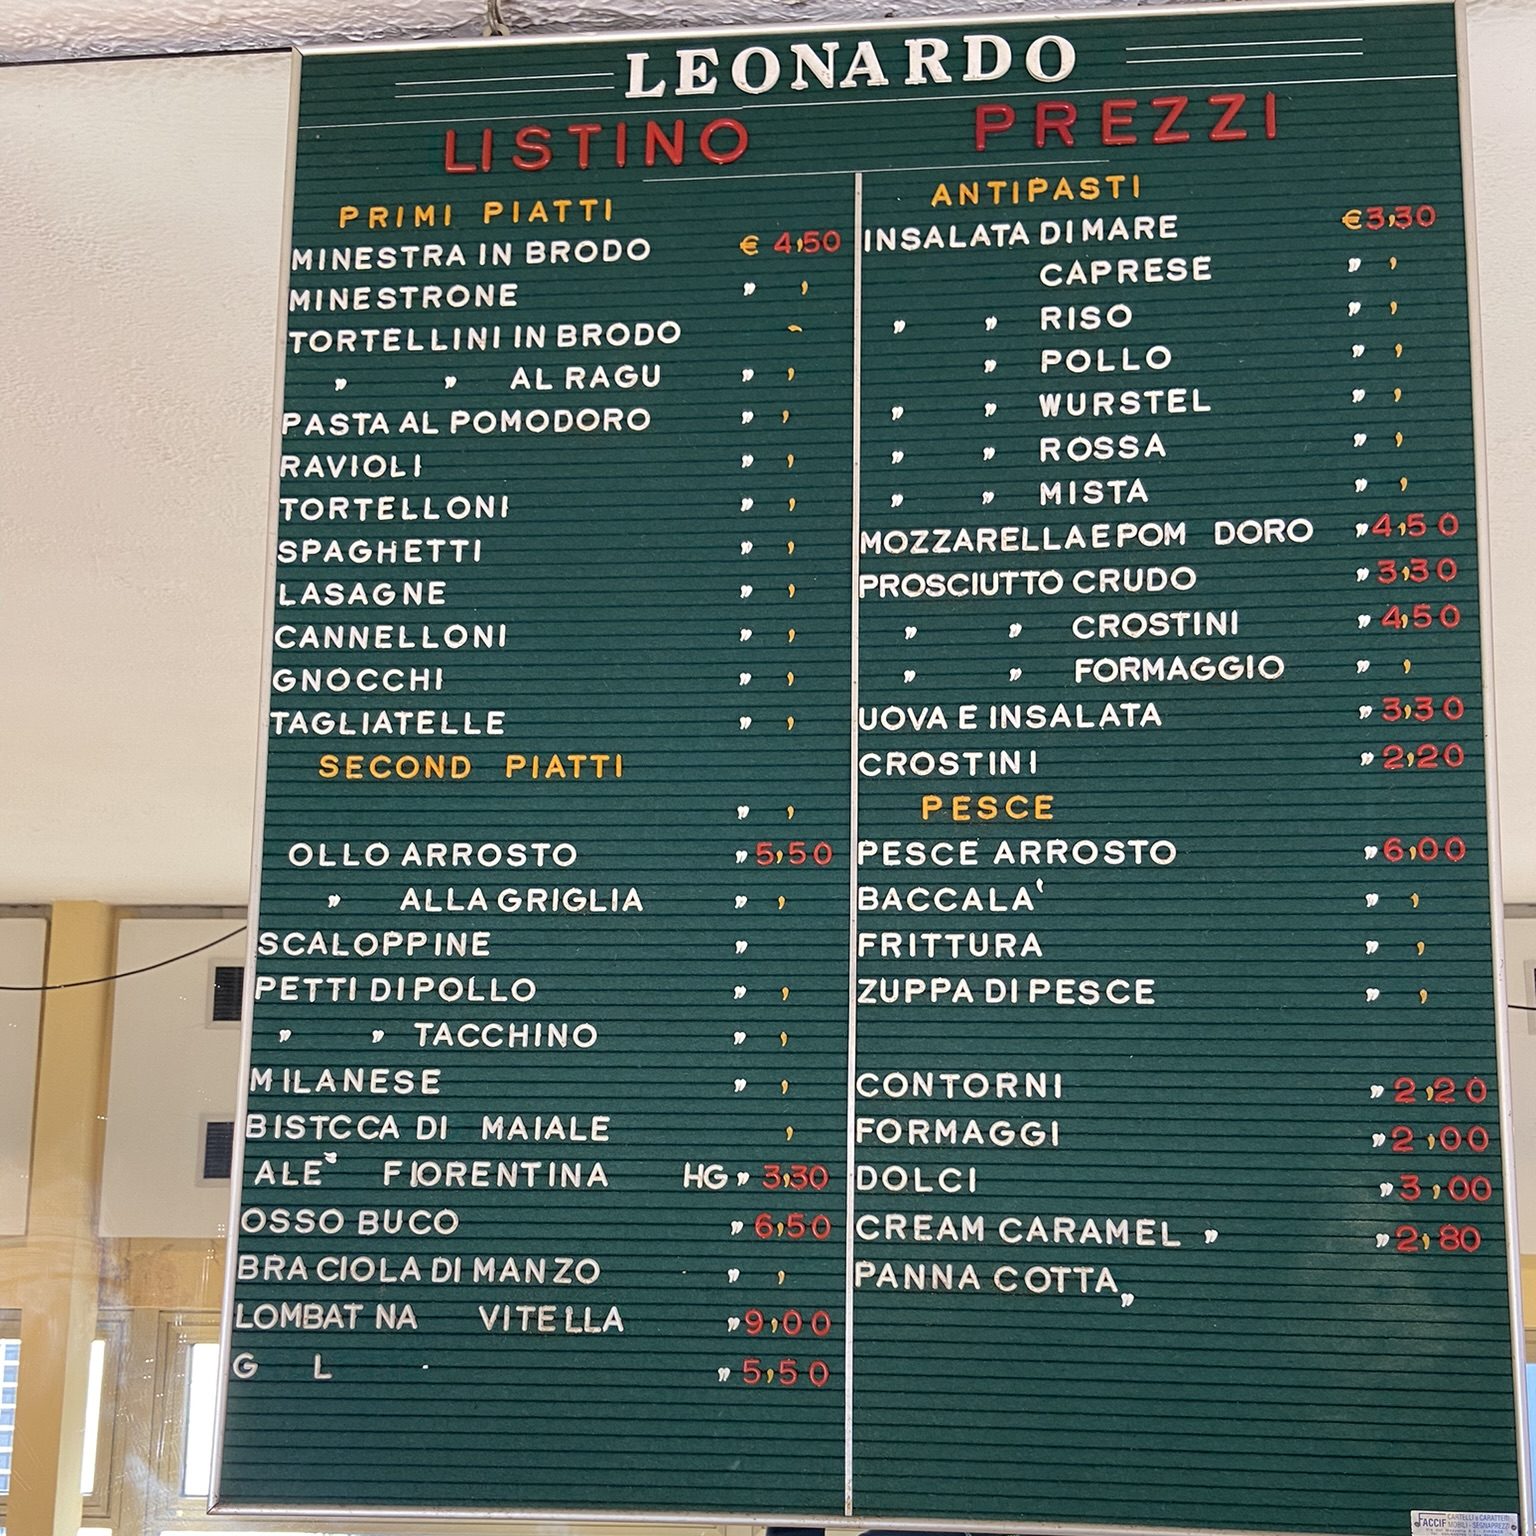 LEONARDO
LISTINO PREZZI
PRIMI PIATTI
MINESTRA IN BRODO € 4,50
MINESTRONE " ,
TORTELLINI IN BRODO
" " AL RAGU " ,
PASTA AL POMODORO " ,
RAVIOLI " ,
TORTELLONI " ,
SPAGHETTI " ,
LASAGNE " ,
CANNELLONI " ,
GNOCCHI " ,
TAGLIATELLE " ,
SECOND PIATTI
" ,
OLLO ARROSTO " 5,50
" ALLA GRIGLIA " ,
SCALOPPINE "
PETTI DI POLLO " ,
" " TACCHINO " ,
MILANESE " ,
BISTCCA DI MAIALE ,
ALE" FIORENTINA HG " 3,30
OSSO BUCO " 6,50
BRACIOLA DI MANZO " ,
LOMBAT NA VITELLA " 9,00
G L " 5,50
ANTIPASTI
INSALATA DI MARE € 3,30
CAPRESE " ,
" " RISO " ,
" POLLO " ,
" " WURSTEL " ,
" " ROSSA " ,
" " MISTA " ,
MOZZARELLA E POM DORO " 4,50
PROSCIUTTO CRUDO " 3,30
" " CROSTINI " 4,50
" " FORMAGGIO " ,
UOVA E INSALATA " 3,30
CROSTINI " 2,20
PESCE
PESCE ARROSTO " 6,00
BACCALA' " ,
FRITTURA " ,
ZUPPA DI PESCE " ,
CONTORNI " 2,20
FORMAGGI " 2,00
DOLCI " 3,00
CREAM CARAMEL " " 2,80
PANNA COTTA "
FACCIF CARTELLI E CARATTERI
MOBILI - SEGNAPREZZI